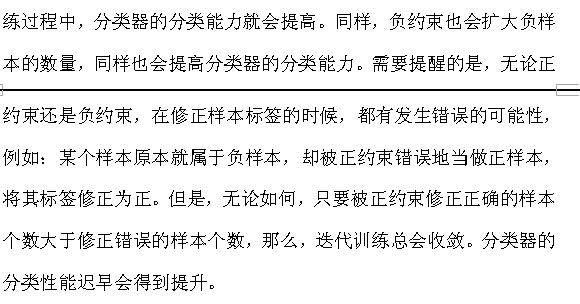 练过程中，分类器的分类能力就会提高。同样，负约束也会扩大负样
本的数量，同样也会提高分类器的分类能力。需要提醒的是，无论正
约束还是负约束，在修正样本标签的时候，都有发生错误的可能性，
例如：某个样本原本就属于负样本，却被正约束错误地当做正样本，
将其标签修正为正。但是，无论如何，只要被正约束修正正确的样本
个数大于修正错误的样本个数，那么，迭代训练总会收敛。分类器的
分类性能迟早会得到提升。